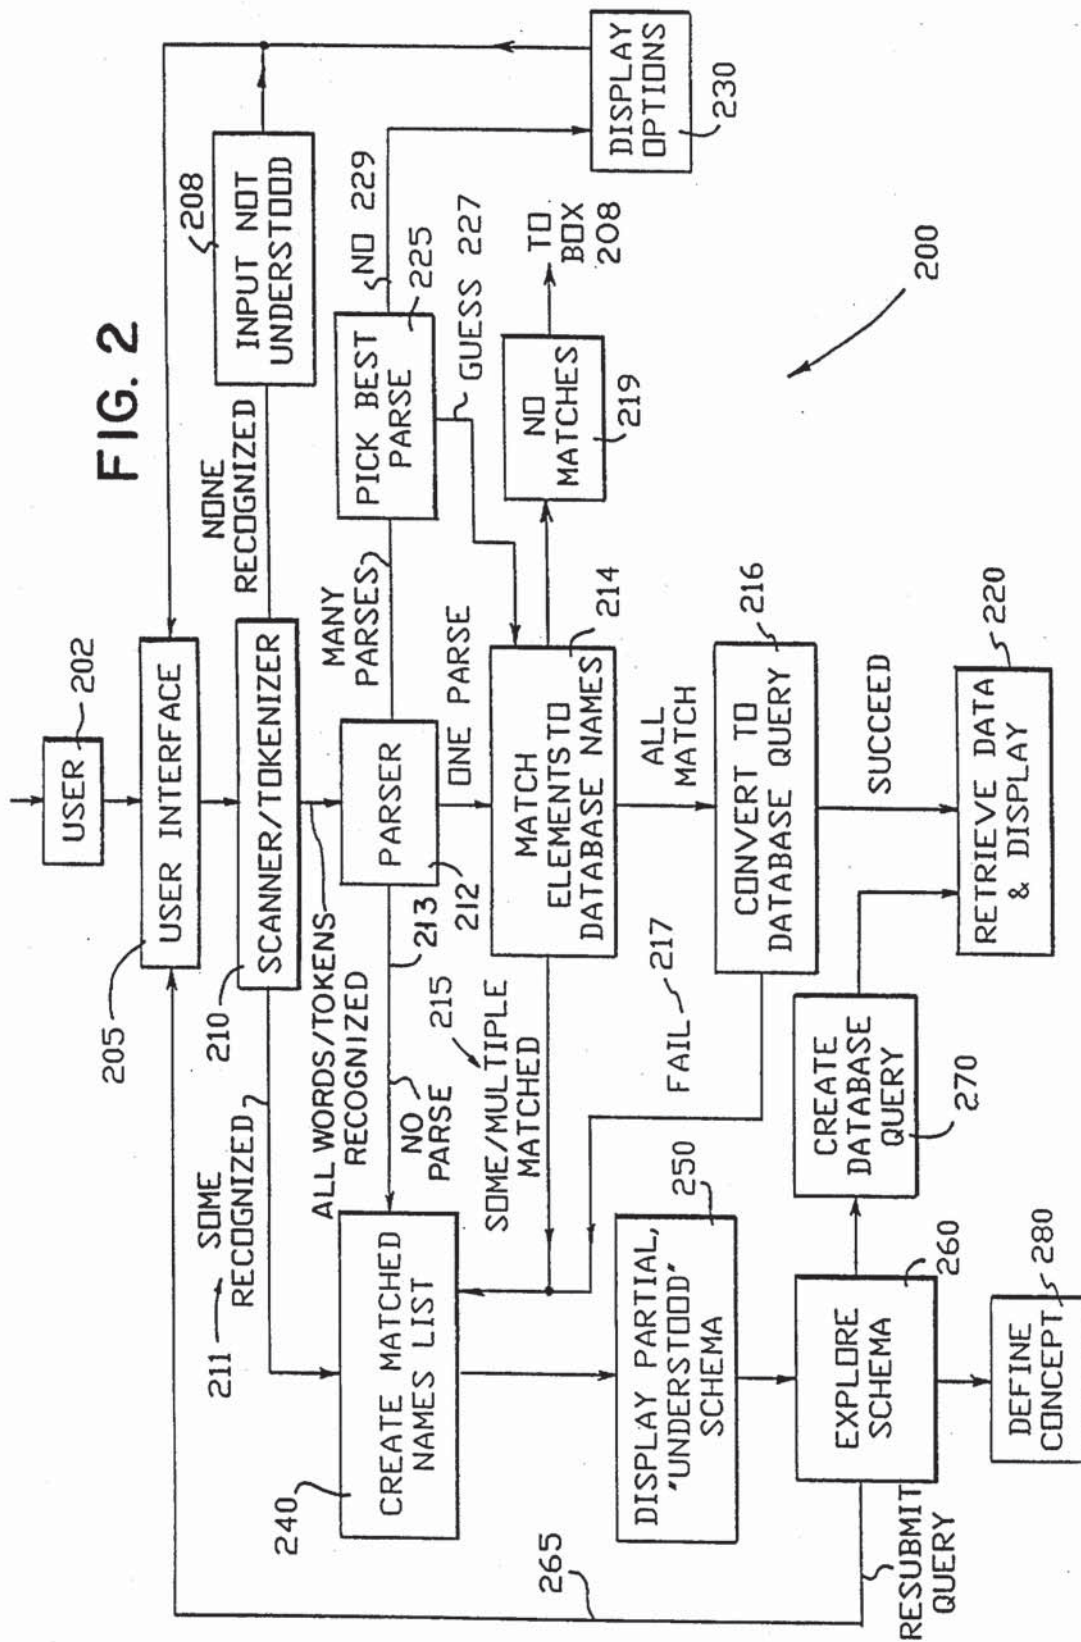 FIG. 2
USER
202
205
USER INTERFACE
210
SCANNER/TOKENIZER
NONE
RECOGNIZED
208
INPUT NOT
UNDERSTOOD
211
SOME
RECOGNIZED
ALL WORDS/TOKENS
RECOGNIZED
PARSER
212
213
NO
PARSE
MANY
PARSES
PICK BEST
PARSE
225
NO 229
GUESS 227
DISPLAY
OPTIONS
230
ONE PARSE
240
CREATE MATCHED
NAMES LIST
215
SOME/MULTIPLE
MATCHED
MATCH
ELEMENTSTO
DATABASE NAMES
214
NO
MATCHES
219
TO
BOX
208
ALL
MATCH
FAIL
217
CONVERT TO
DATABASE QUERY
216
SUCCEED
DISPLAY PARTIAL,
"UNDERSTOOD"
SCHEMA
250
EXPLORE
SCHEMA
260
265
RESUBMIT
QUERY
CREATE
DATABASE
QUERY
270
RETRIEVE DATA
& DISPLAY
220
DEFINE
CONCEPT
280
200